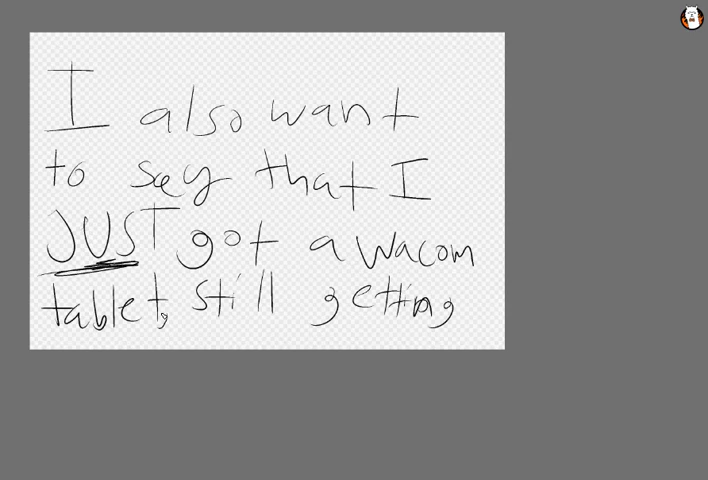 I also want
to say that I
JUST got a wacom
tablet, still getting